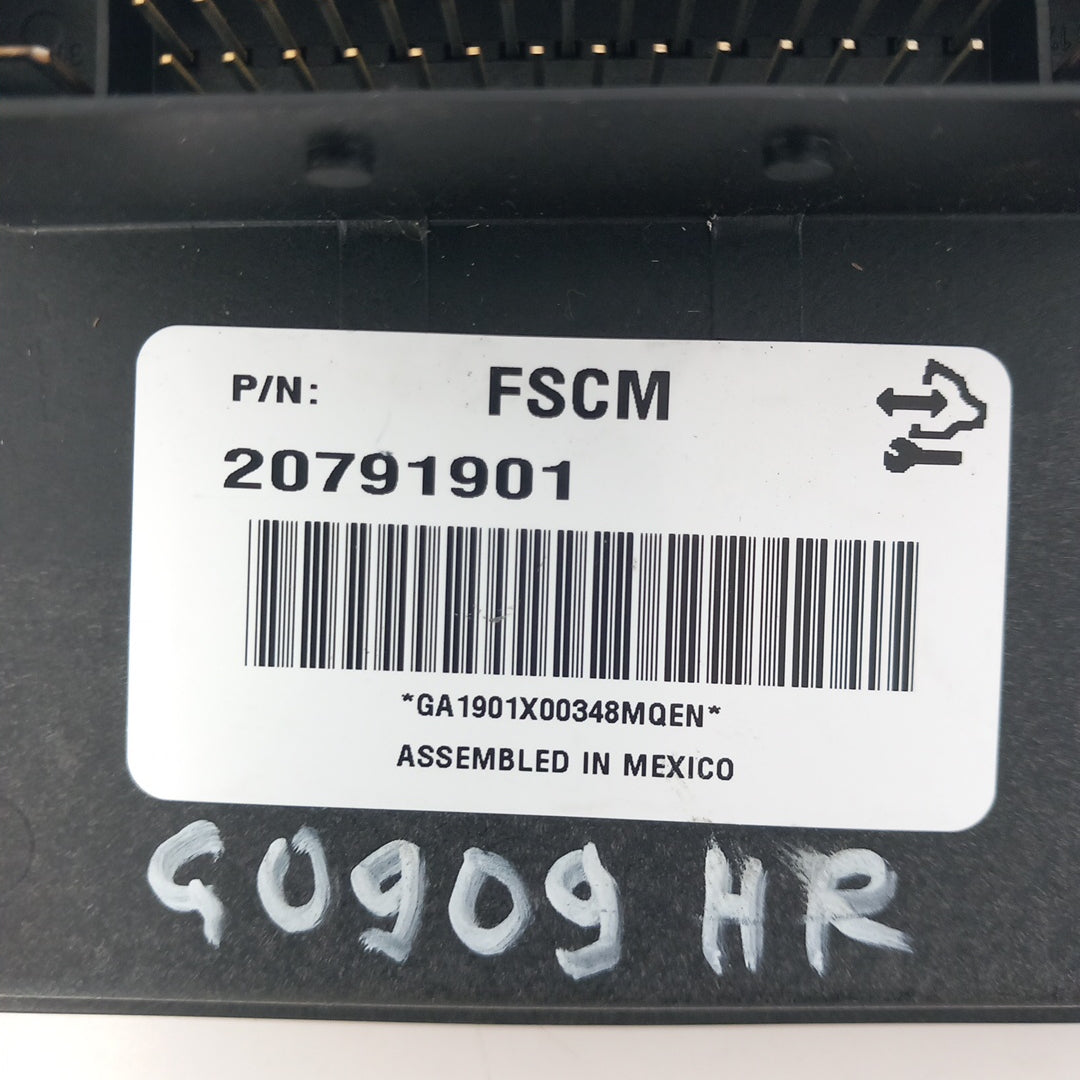 P/N: FSCM
20791901
*GA1901X00348MQEN*
ASSEMBLED IN MEXICO
G0909 HR